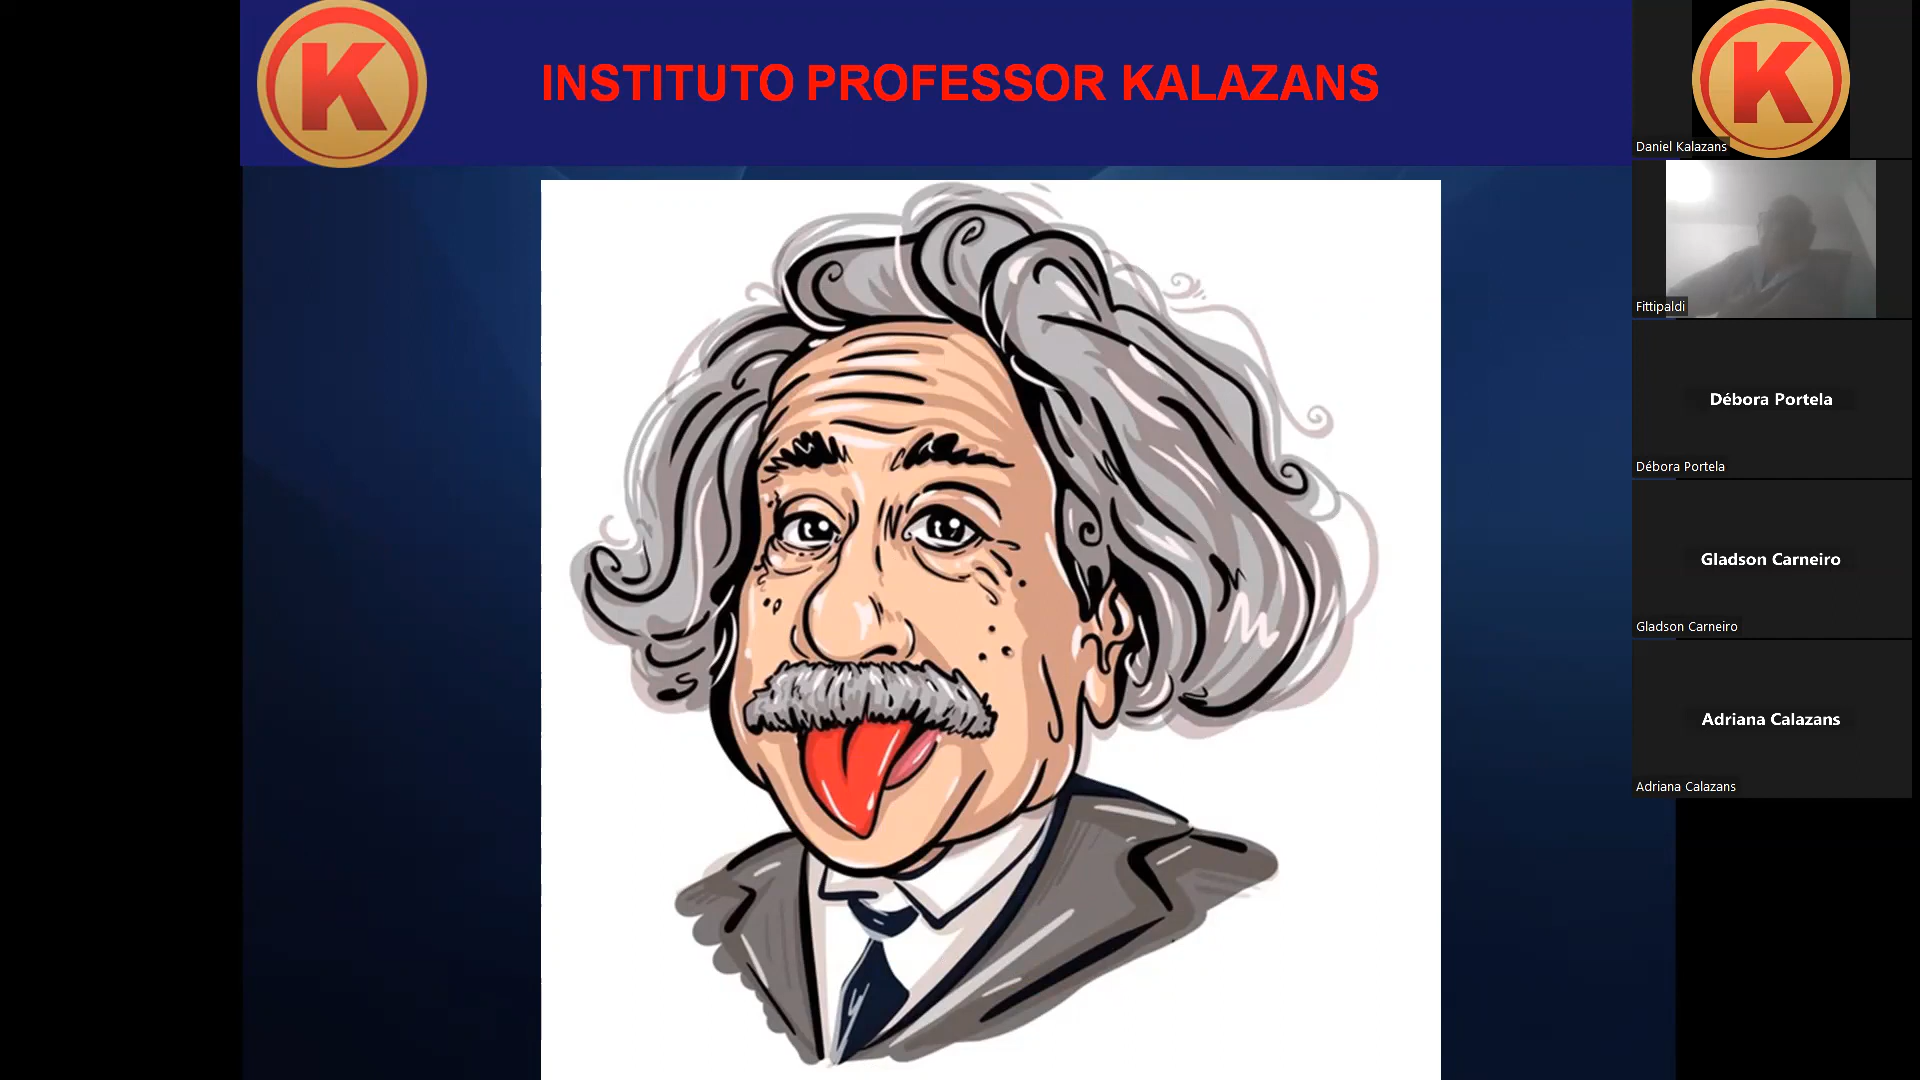 K
INSTITUTO PROFESSOR KALAZANS
K
Daniel Kalazans
Fittipaldi
Débora Portela
Débora Portela
Gladson Carneiro
Gladson Carneiro
Adriana Calazans
Adriana Calazans